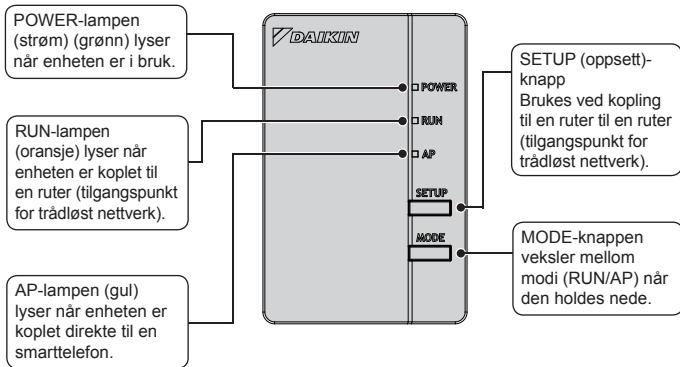 POWER-lampen
(strøm) (grønn) lyser
når enheten er i bruk.
RUN-lampen
(oransje) lyser når
enheten er koplet til
en ruter (tilgangspunkt
for trådløst nettverk).
AP-lampen (gul)
lyser når enheten er
koplet direkte til en
smarttelefon.
DAIKIN
POWER
RUN
AP
SETUP
MODE
SETUP (oppsett)-
knapp
Brukes ved kopling
til en ruter til en ruter
(tilgangspunkt for
trådløst nettverk).
MODE-knappen
veksler mellom
modi (RUN/AP) når
den holdes nede.